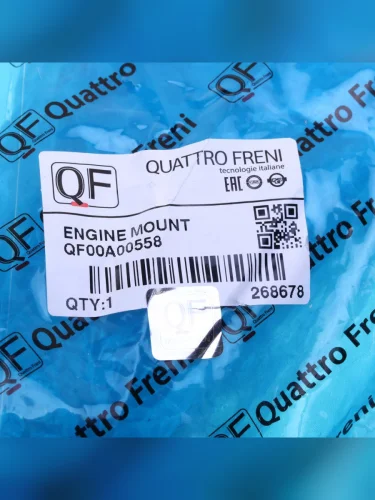 QF Quattro Freni
QF Quattro Freni
QF
QUATTRO FRENI
tecnologie italiane
EAC
ENGINE MOUNT
QF00A00558
QTY:1
268678
QF
QF Quattro Freni
QF Quattro Freni